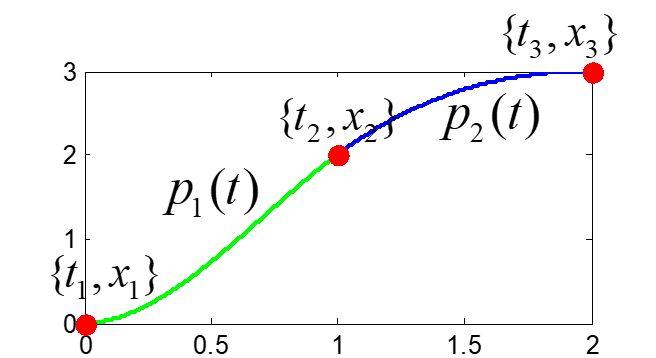 {t₃, x₃}
3
{t₂, x₂}
p₂(t)
2
p₁(t)
1
{t₁, x₁}
0
0 0.5 1 1.5 2